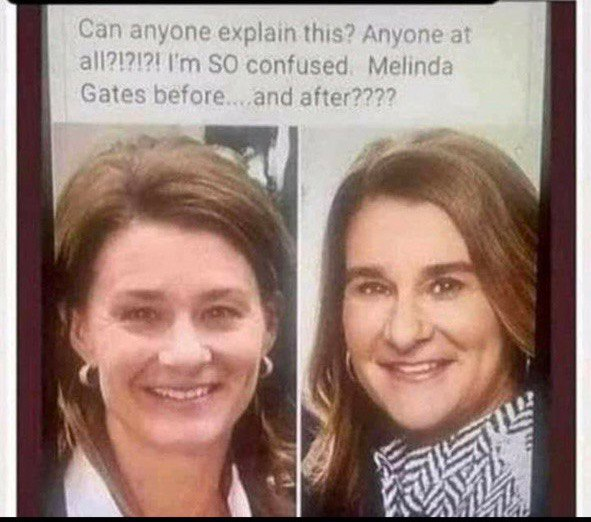 Can anyone explain this? Anyone at
all?!?!?! I'm SO confused.  Melinda
Gates before....and after????